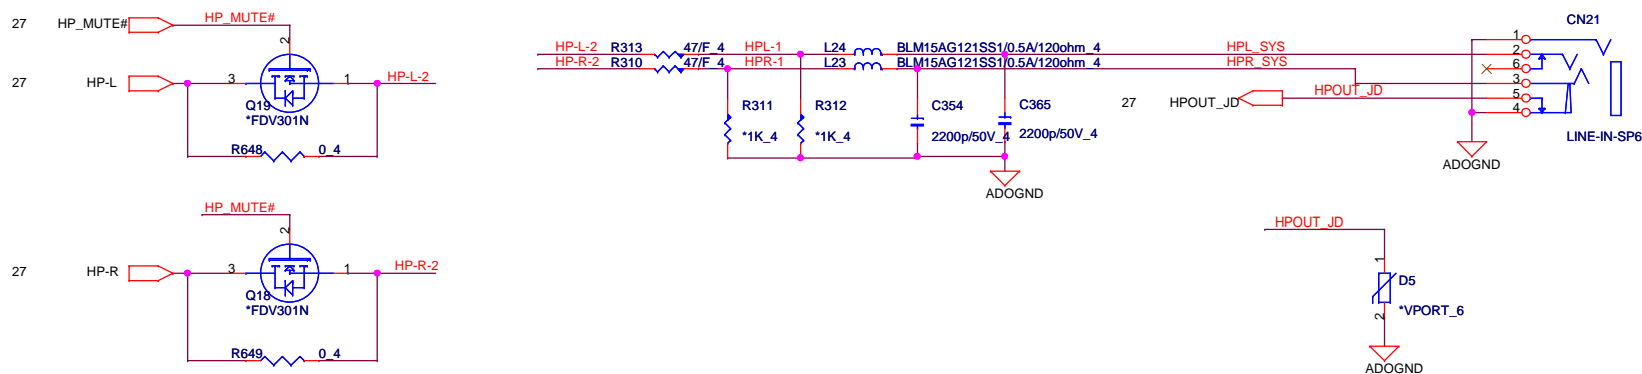 27 HP_MUTE# HP_MUTE#
2
27 HP-L 3 1 HP-L-2
Q19
*FDV301N
R648 0_4
HP_MUTE#
2
27 HP-R 3 1 HP-R-2
Q18
*FDV301N
R649 0_4
HP-L-2 R313 47/F_4 HPL-1 L24 BLM15AG121SS1/0.5A/120ohm_4 HPL_SYS
HP-R-2 R310 47/F_4 HPR-1 L23 BLM15AG121SS1/0.5A/120ohm_4 HPR_SYS
R311 R312 C354 C365
*1K_4 *1K_4 2200p/50V_4 2200p/50V_4
ADOGND
CN21
1
2
6
3
5
4
27 HPOUT_JD HPOUT_JD
LINE-IN-SP6
ADOGND
HPOUT_JD
1
D5
*VPORT_6
2
ADOGND